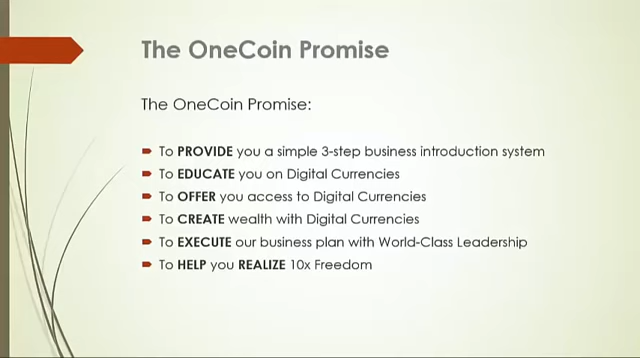 The OneCoin Promise
The OneCoin Promise:
To PROVIDE you a simple 3-step business introduction system
To EDUCATE you on Digital Currencies
To OFFER you access to Digital Currencies
To CREATE wealth with Digital Currencies
To EXECUTE our business plan with World-Class Leadership
To HELP you REALIZE 10x Freedom